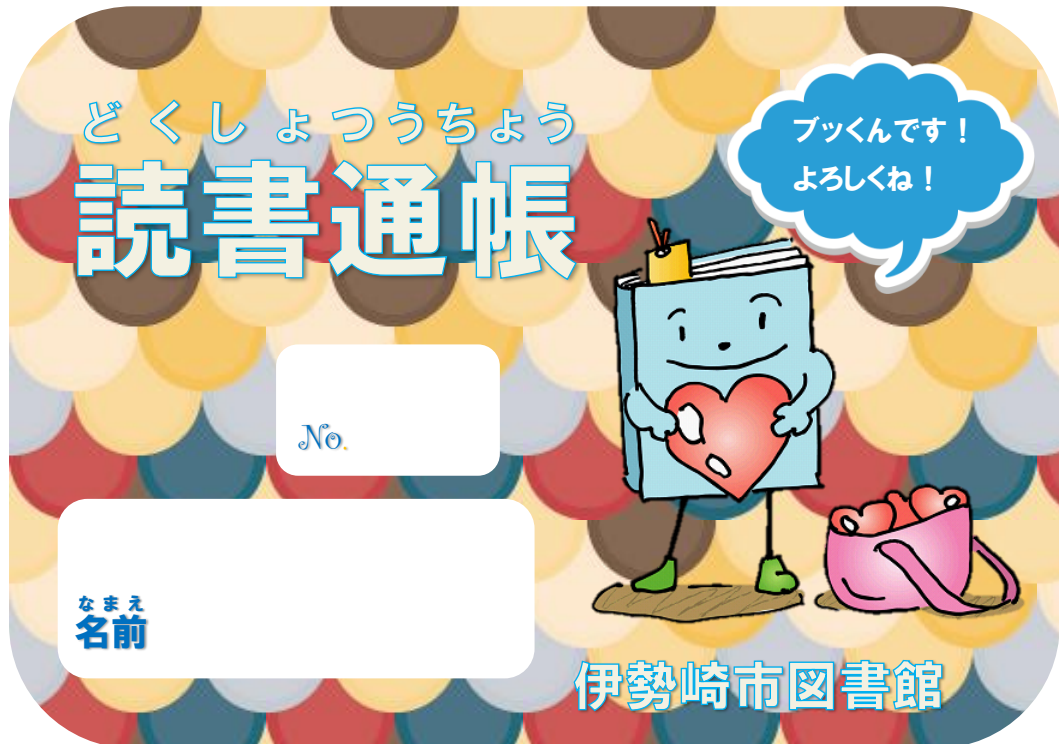 どくしょつうちょう
読書通帳
ブッくんです！
よろしくね！
No.
なまえ
名前
伊勢崎市図書館